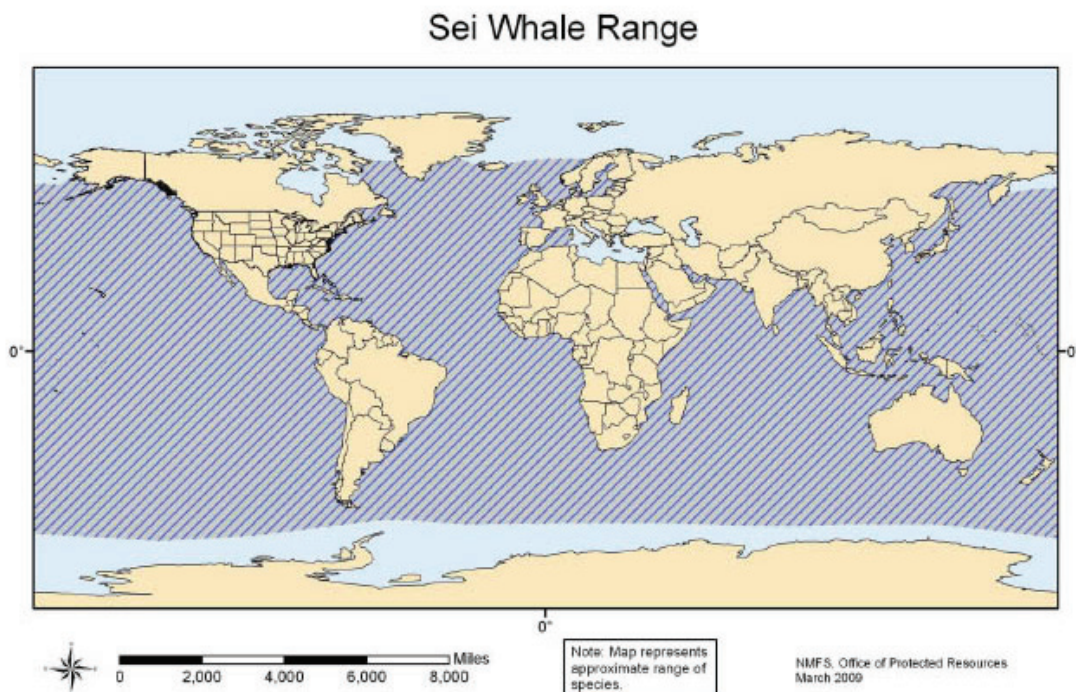 Sei Whale Range
0°
0°
0°
Miles
0 2,000 4,000 6,000 8,000
Note: Map represents
approximate range of
species.
NMFS, Office of Protected Resources
March 2009